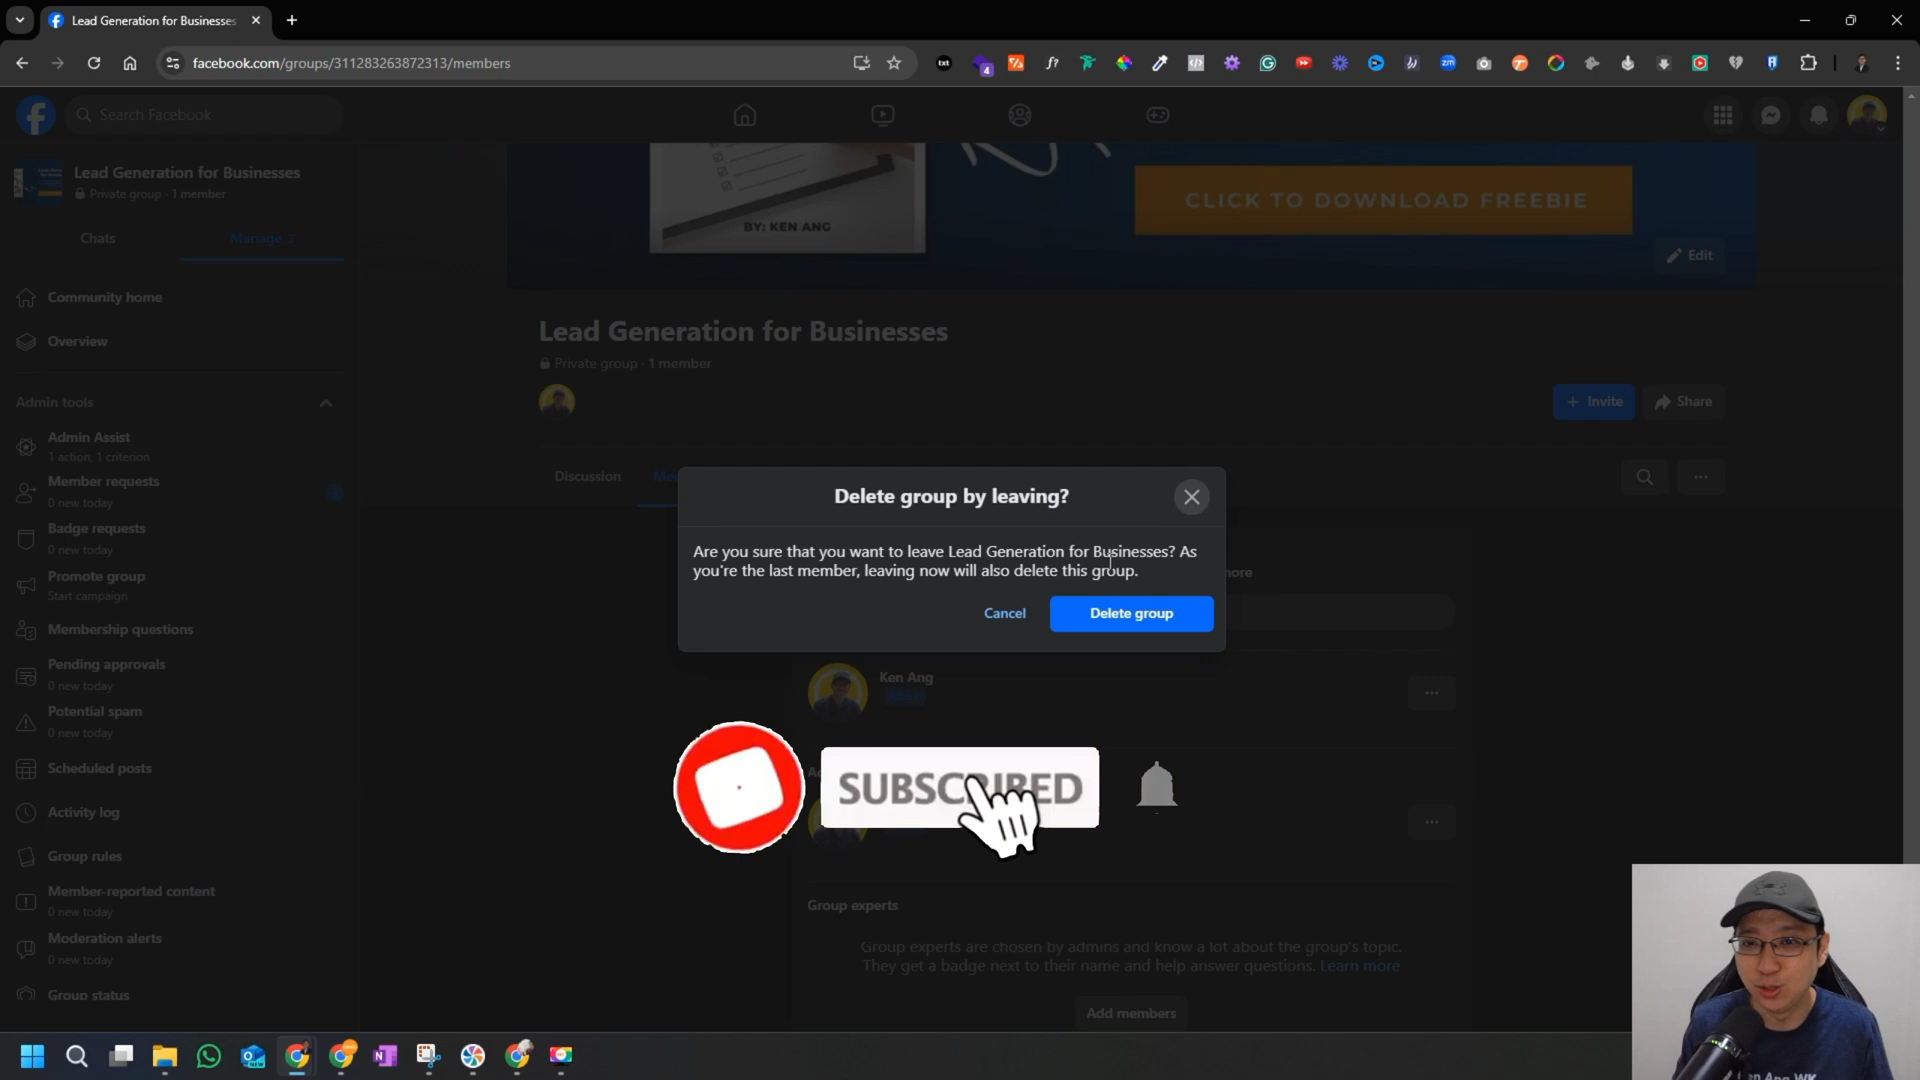 Lead Generation for Businesses
facebook.com/groups/311283263872313/members
txt
4
f?
zm
Search Facebook
Lead Generation for Businesses
Private group · 1 member
Chats
Manage
Community home
Overview
Admin tools
Admin Assist
1 action, 1 criterion
Member requests
0 new today
Badge requests
0 new today
Promote group
Start campaign
Membership questions
Pending approvals
0 new today
Potential spam
0 new today
Scheduled posts
Activity log
Group rules
Member-reported content
0 new today
Moderation alerts
0 new today
Group status
BY: KEN ANG
CLICK TO DOWNLOAD FREEBIE
Edit
Lead Generation for Businesses
Private group · 1 member
+ Invite
Share
Discussion
Delete group by leaving?
Are you sure that you want to leave Lead Generation for Businesses? As
you're the last member, leaving now will also delete this group.
Cancel
Delete group
Ken Ang
SUBSCRIBED
Group experts
Group experts are chosen by admins and know a lot about the group's topic.
They get a badge next to their name and help answer questions. Learn more
Add members